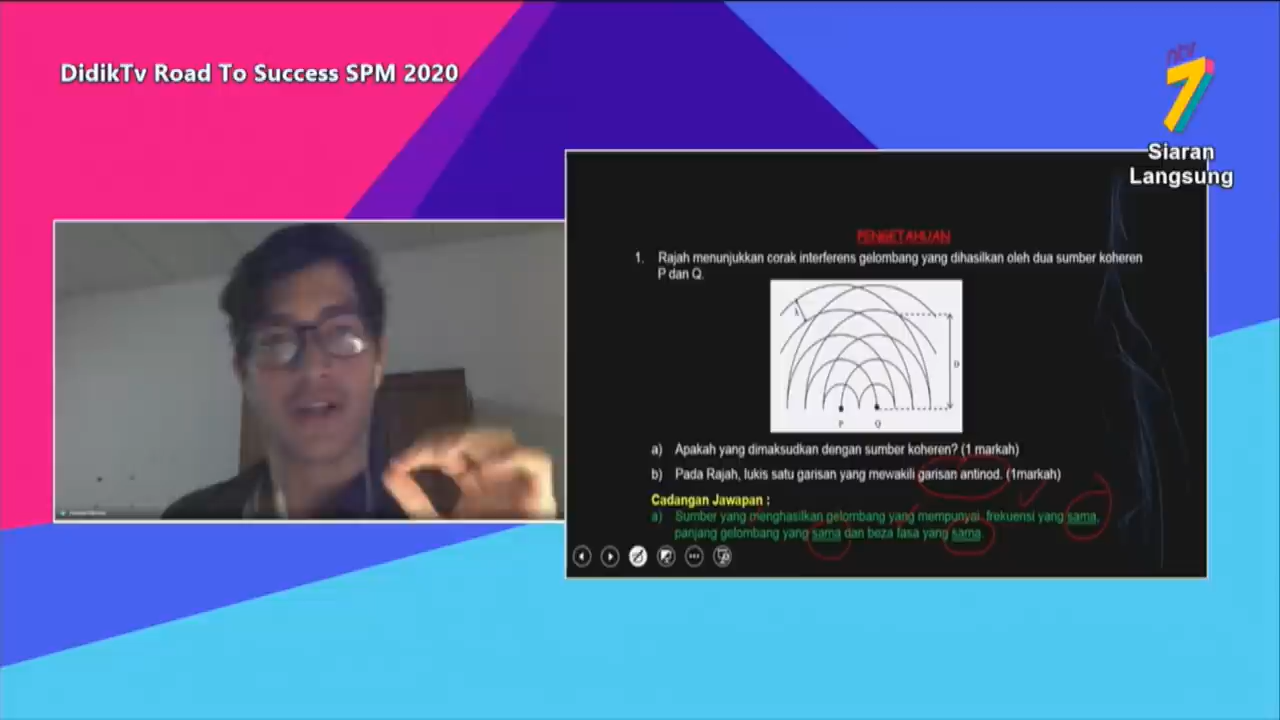 DidikTv Road To Success SPM 2020
ntv
7
Siaran
Langsung
PENGETAHUAN
1. Rajah menunjukkan corak interferens gelombang yang dihasilkan oleh dua sumber koheren
P dan Q.
λ
D
P Q
a) Apakah yang dimaksudkan dengan sumber koheren? (1 markah)
b) Pada Rajah, lukis satu garisan yang mewakili garisan antinod. (1markah)
Cadangan Jawapan :
a) Sumber yang menghasilkan gelombang yang mempunyai frekuensi yang sama,
panjang gelombang yang sama dan beza fasa yang sama